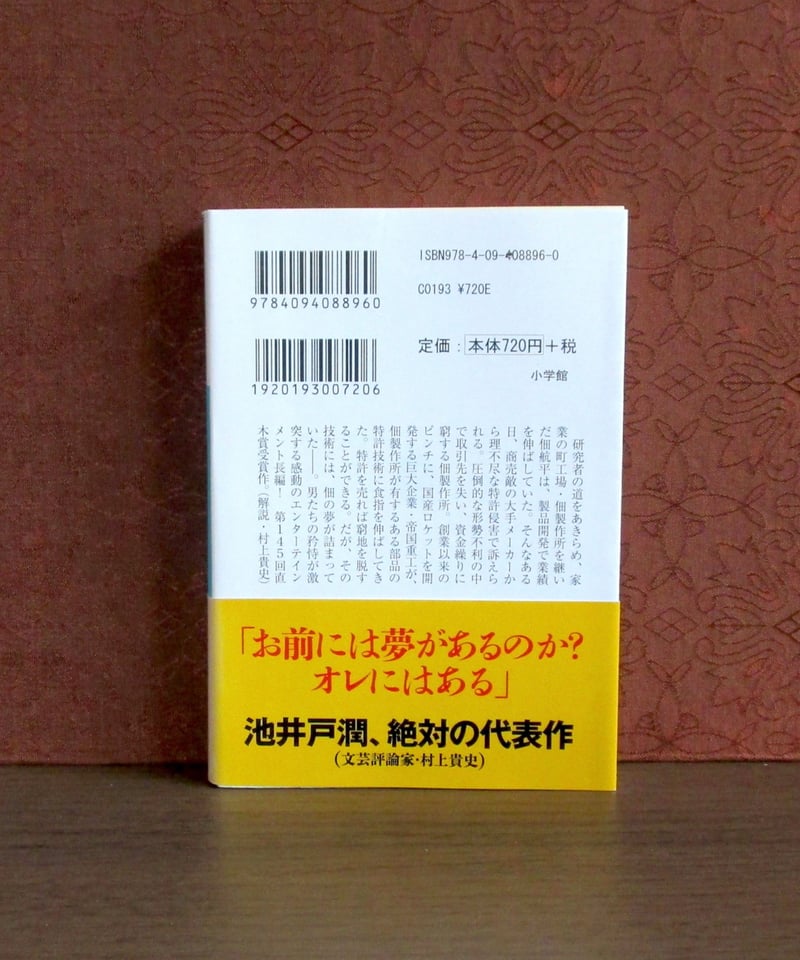 ISBN978-4-09-408896-0
9784094088960
C0193 ¥720E
定価：本体720円＋税
1920193007206
小学館
研究者の道をあきらめ、家
業の町工場・佃製作所を継い
だ佃航平は、製品開発で業績
を伸ばしていた。そんなある
日、商売敵の大手メーカーか
ら理不尽な特許侵害で訴えら
れる。圧倒的な形勢不利の中
で取引先を失い、資金繰りに
窮する佃製作所。創業以来の
ピンチに、国産ロケットを開
発する巨大企業・帝国重工が、
佃製作所が有するある部品の
特許技術に食指を伸ばしてき
た。特許を売れば窮地を脱す
ることができる。だが、その
技術には、佃の夢が詰まって
いた――。男たちの矜恃が激
突する感動のエンターテイン
メント長編！第１４５回直
木賞受賞作。（解説・村上貴史）
「お前には夢があるのか？
オレにはある」
池井戸潤、絶対の代表作
（文芸評論家・村上貴史）